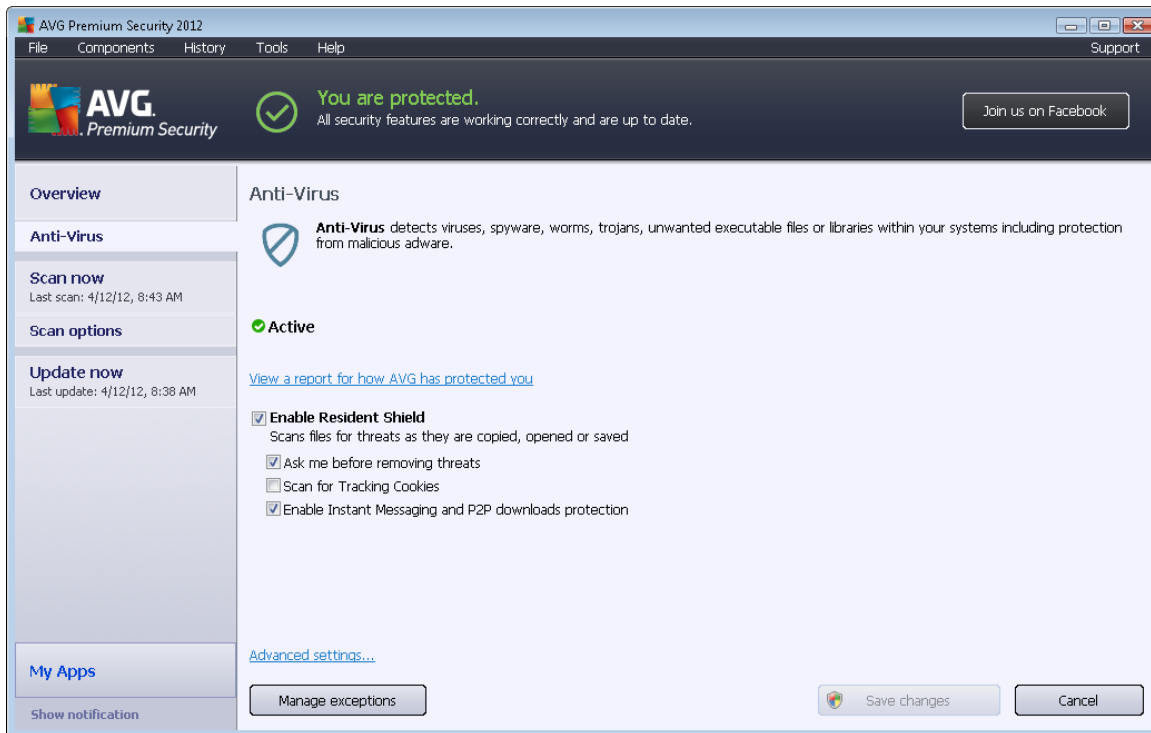 AVG Premium Security 2012
File Components History Tools Help Support
AVG.
Premium Security
You are protected.
All security features are working correctly and are up to date.
Join us on Facebook
Overview
Anti-Virus
Scan now
Last scan: 4/12/12, 8:43 AM
Scan options
Update now
Last update: 4/12/12, 8:38 AM
My Apps
Show notification
Anti-Virus
Anti-Virus detects viruses, spyware, worms, trojans, unwanted executable files or libraries within your systems including protection
from malicious adware.
Active
View a report for how AVG has protected you
Enable Resident Shield
Scans files for threats as they are copied, opened or saved
Ask me before removing threats
Scan for Tracking Cookies
Enable Instant Messaging and P2P downloads protection
Advanced settings...
Manage exceptions
Save changes
Cancel